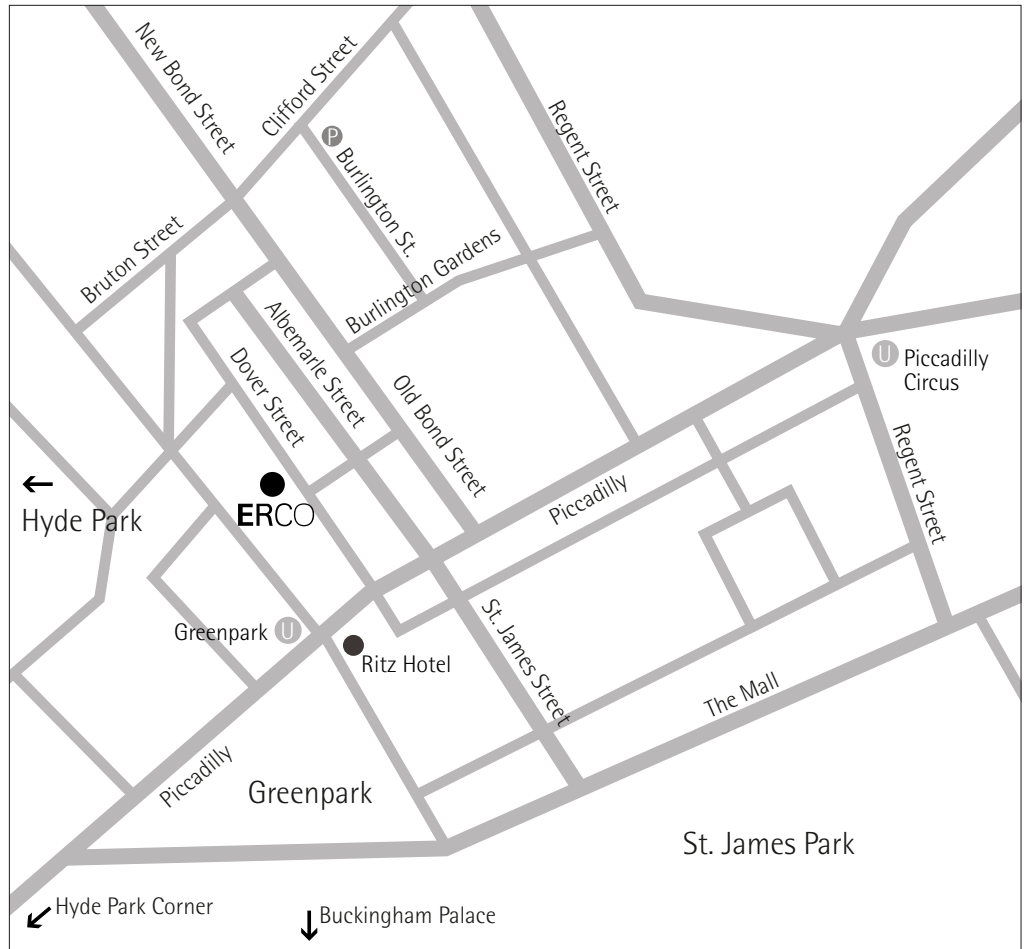 New Bond Street
Clifford Street
P
Burlington St.
Regent Street
Bruton Street
Burlington Gardens
Albemarle Street
Dover Street
Old Bond Street
U
Piccadilly
Circus
Regent Street
Hyde Park
ERCO
Piccadilly
Greenpark
U
Ritz Hotel
St. James Street
The Mall
Piccadilly
Greenpark
St. James Park
Hyde Park Corner
Buckingham Palace